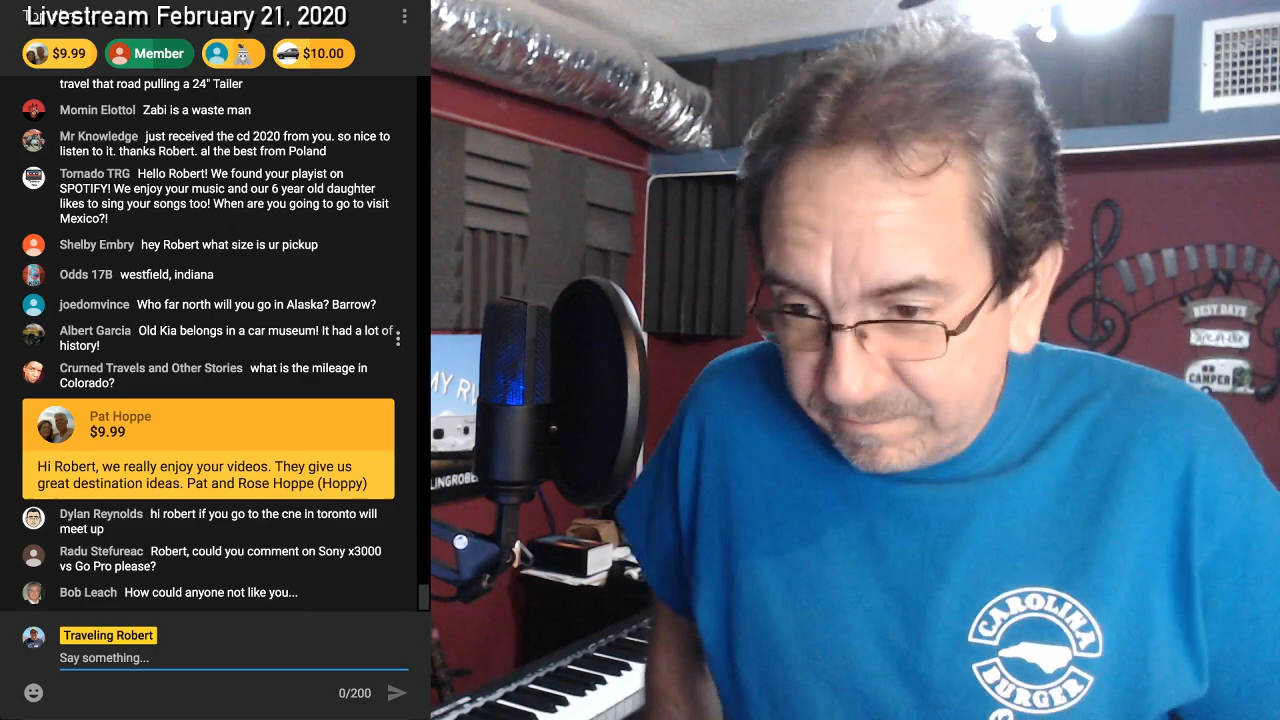 Livestream February 21, 2020
$9.99
Member
$10.00
travel that road pulling a 24" Tailer
Momin Elottol Zabi is a waste man
Mr Knowledge just received the cd 2020 from you. so nice to
listen to it. thanks Robert. al the best from Poland
Tornado TRG Hello Robert! We found your playist on
SPOTIFY! We enjoy your music and our 6 year old daughter
likes to sing your songs too! When are you going to go to visit
Mexico?!
Shelby Embry hey Robert what size is ur pickup
Odds 17B westfield, indiana
joedomvince Who far north will you go in Alaska? Barrow?
Albert Garcia Old Kia belongs in a car museum! It had a lot of
history!
Crurned Travels and Other Stories what is the mileage in
Colorado?
Pat Hoppe
$9.99
Hi Robert, we really enjoy your videos. They give us
great destination ideas. Pat and Rose Hoppe (Hoppy)
Dylan Reynolds hi robert if you go to the cne in toronto will
meet up
Radu Stefureac Robert, could you comment on Sony x3000
vs Go Pro please?
Bob Leach How could anyone not like you...
Traveling Robert
Say something...
0/200
MY RV
LINGROBE
BEST DAYS
CAMPER
CAROLINA
BURGER